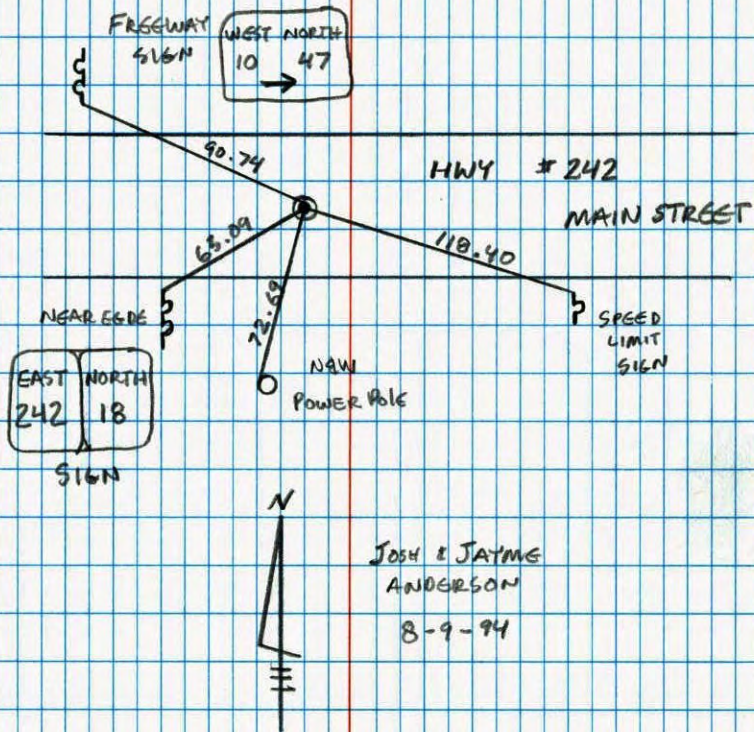 FREEWAY
SIGN
WEST NORTH
10 47
90.74
HWY # 242
MAIN STREET
63.09
118.40
72.69
NEAR EGDE
EAST NORTH
242 18
SIGN
N&W
POWER POLE
SPEED
LIMIT
SIGN
N
JOSH & JAYME
ANDERSON
8-9-94